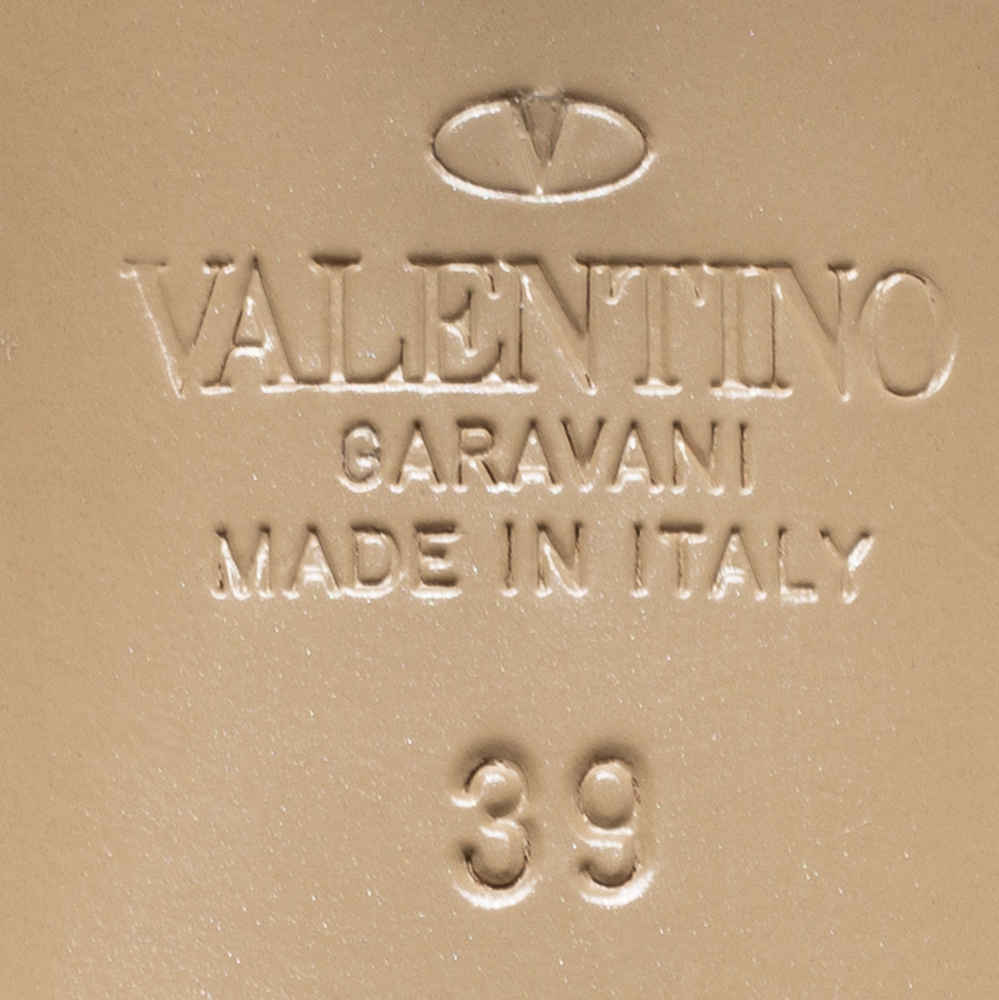 V
VALENTINO
GARAVANI
MADE IN ITALY
39